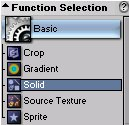 Function Selection
Basic
Crop
Gradient
Solid
Source Texture
Sprite